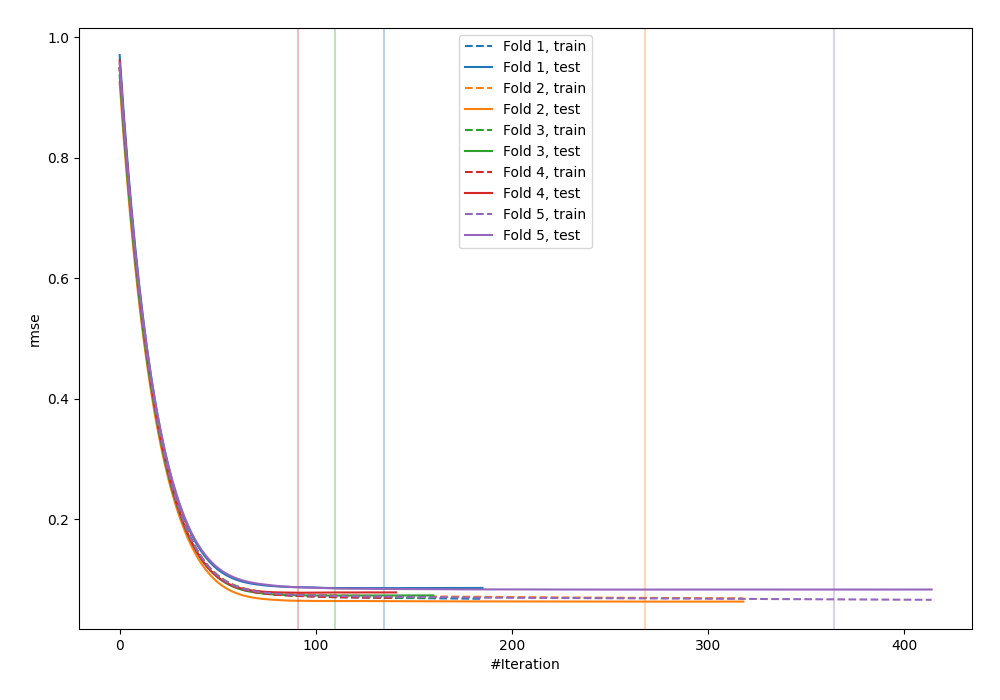 1.0
0.8
0.6
0.4
0.2
rmse
0
100
200
300
400
#Iteration
Fold 1, train
Fold 1, test
Fold 2, train
Fold 2, test
Fold 3, train
Fold 3, test
Fold 4, train
Fold 4, test
Fold 5, train
Fold 5, test